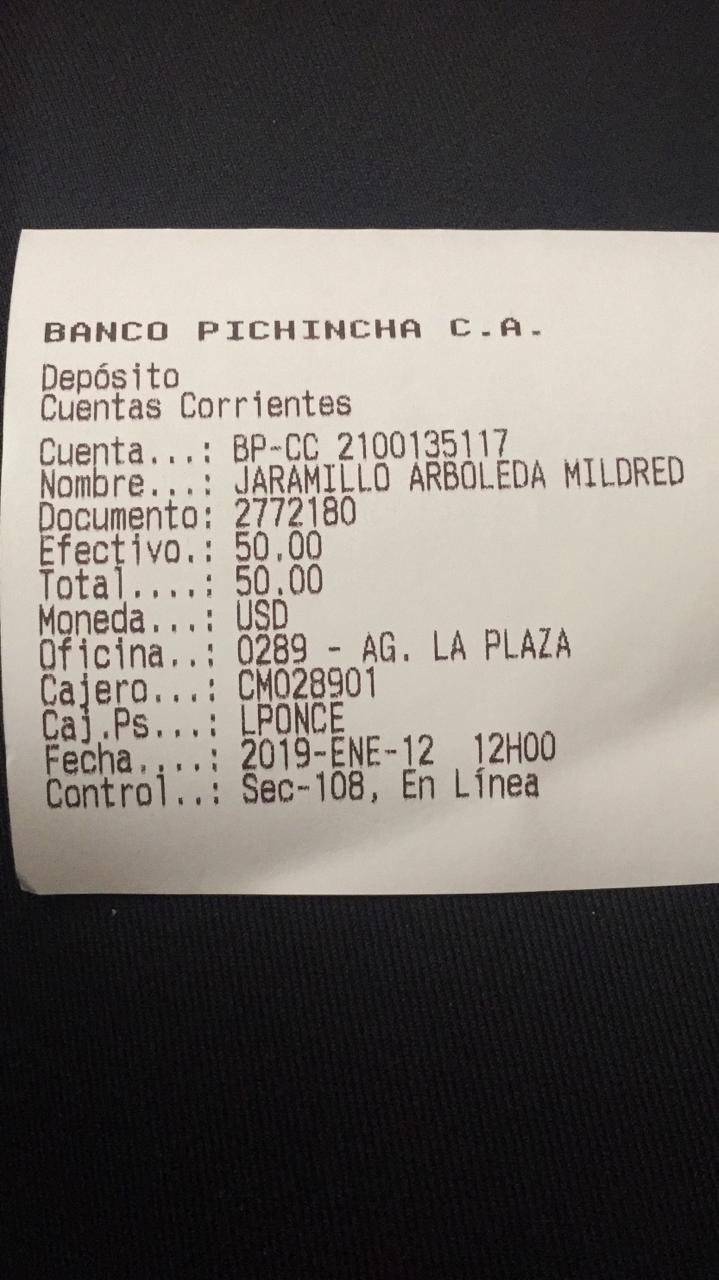 BANCO PICHINCHA C.A.
Depósito
Cuentas Corrientes
Cuenta...: BP-CC 2100135117
Nombre...: JARAMILLO ARBOLEDA MILDRED
Documento: 2772180
Efectivo.: 50.00
Total....: 50.00
Moneda...: USD
Oficina..: 0289 - AG. LA PLAZA
Cajero...: CM028901
Caj.Ps...: LPONCE
Fecha....: 2019-ENE-12 12H00
Control..: Sec-108, En Línea